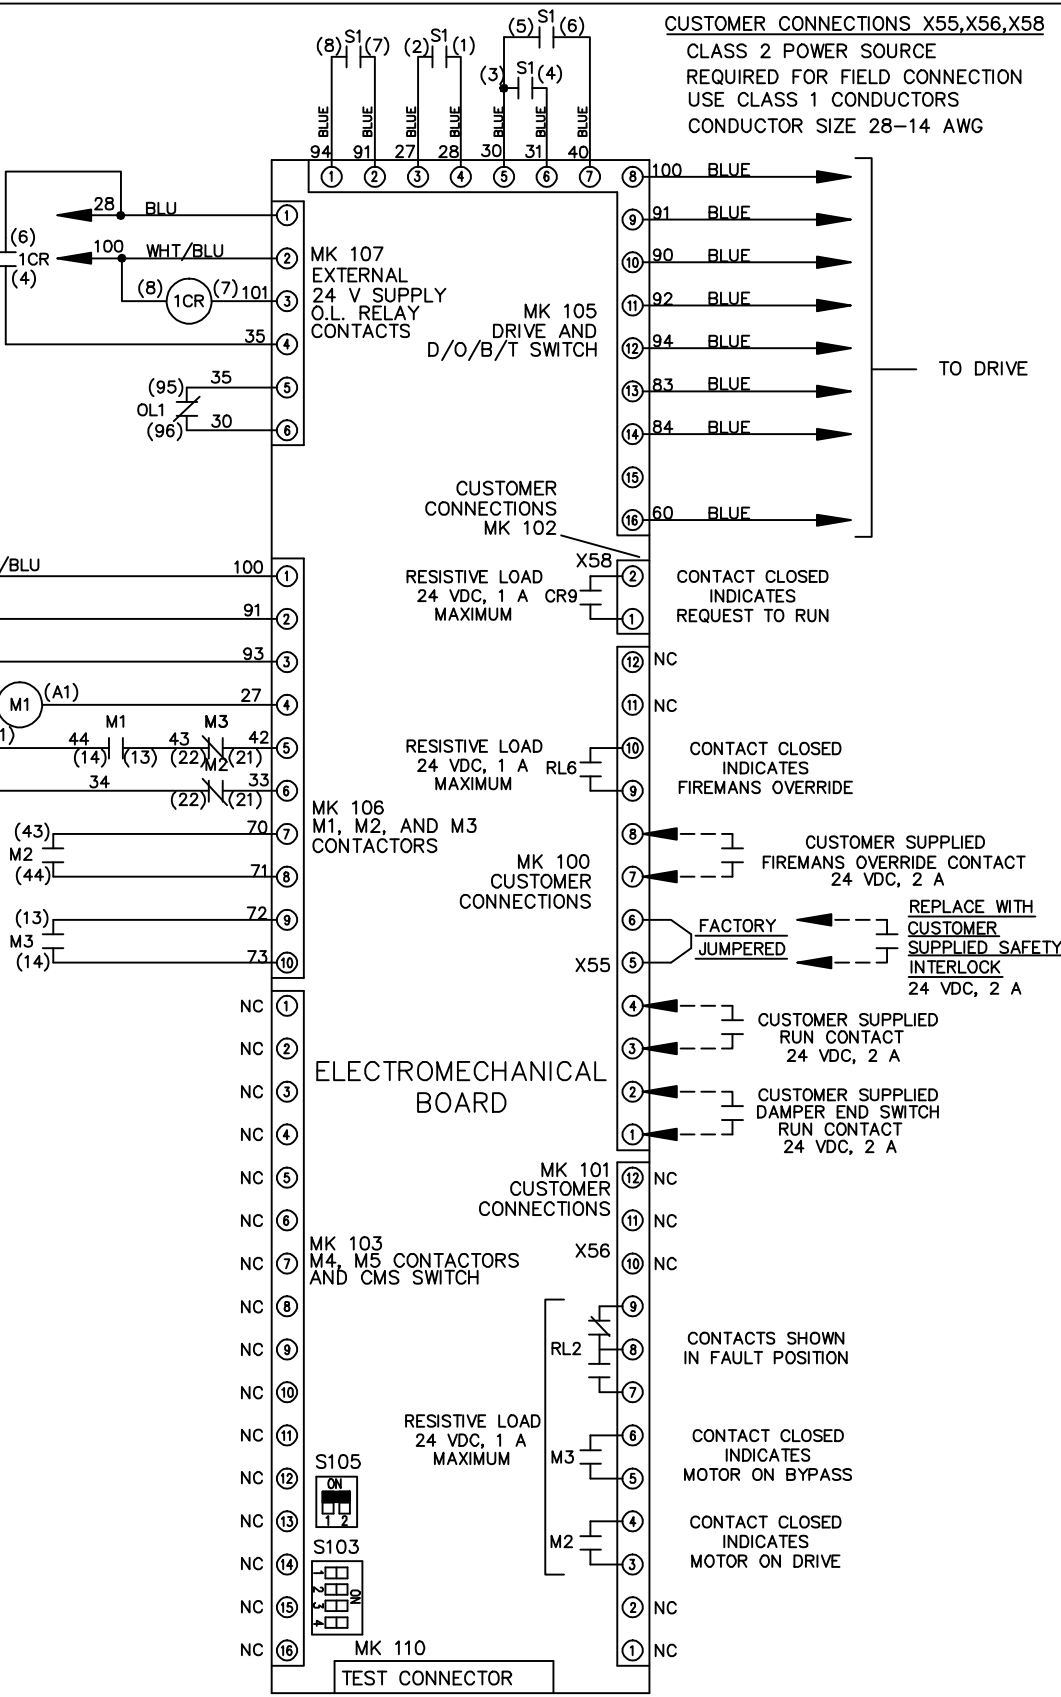 CUSTOMER CONNECTIONS X55,X56,X58
CLASS 2 POWER SOURCE
REQUIRED FOR FIELD CONNECTION
USE CLASS 1 CONDUCTORS
CONDUCTOR SIZE 28-14 AWG
(8) S1 (7)
(2) S1 (1)
(5) S1 (6)
(3) S1 (4)
BLUE BLUE BLUE BLUE BLUE BLUE BLUE
94 91 27 28 30 31 40
1 2 3 4 5 6 7
8 100 BLUE
9 91 BLUE
10 90 BLUE
11 92 BLUE
12 94 BLUE
13 83 BLUE
14 84 BLUE
15
16 60 BLUE
TO DRIVE
28 BLU 1
(6)
1CR
(4)
100 WHT/BLU 2
(8) 1CR (7) 101 3
35 4
(95) 35 5
OL1
(96) 30 6
MK 107
EXTERNAL
24 V SUPPLY
O.L. RELAY
CONTACTS
MK 105
DRIVE AND
D/O/B/T SWITCH
CUSTOMER
CONNECTIONS
MK 102
/BLU 100 1
91 2
93 3
M1 (A1) 27 4
1)
44 M1 43 M3 42 5
(14) (13) (22) (21)
34 M2 33 6
(22) (21)
(43) 70 7
M2
(44) 71 8
(13) 72 9
M3
(14) 73 10
MK 106
M1, M2, AND M3
CONTACTORS
X58
RESISTIVE LOAD
24 VDC, 1 A CR9
MAXIMUM
2
1
CONTACT CLOSED
INDICATES
REQUEST TO RUN
12 NC
11 NC
RESISTIVE LOAD
24 VDC, 1 A RL6
MAXIMUM
10
9
CONTACT CLOSED
INDICATES
FIREMANS OVERRIDE
MK 100
CUSTOMER
CONNECTIONS
X55
8
7
CUSTOMER SUPPLIED
FIREMANS OVERRIDE CONTACT
24 VDC, 2 A
6
5
FACTORY
JUMPERED
REPLACE WITH
CUSTOMER
SUPPLIED SAFETY
INTERLOCK
24 VDC, 2 A
4
3
CUSTOMER SUPPLIED
RUN CONTACT
24 VDC, 2 A
2
1
CUSTOMER SUPPLIED
DAMPER END SWITCH
RUN CONTACT
24 VDC, 2 A
ELECTROMECHANICAL
BOARD
NC 1
NC 2
NC 3
NC 4
NC 5
NC 6
NC 7
NC 8
NC 9
NC 10
NC 11
NC 12
NC 13
NC 14
NC 15
NC 16
MK 103
M4, M5 CONTACTORS
AND CMS SWITCH
MK 101
CUSTOMER
CONNECTIONS
X56
12 NC
11 NC
10 NC
9
RL2 8
7
CONTACTS SHOWN
IN FAULT POSITION
RESISTIVE LOAD
24 VDC, 1 A
MAXIMUM
6
M3
5
CONTACT CLOSED
INDICATES
MOTOR ON BYPASS
4
M2
3
CONTACT CLOSED
INDICATES
MOTOR ON DRIVE
2 NC
1 NC
S105
ON
1 2
S103
1
2
3
4
ON
MK 110
TEST CONNECTOR